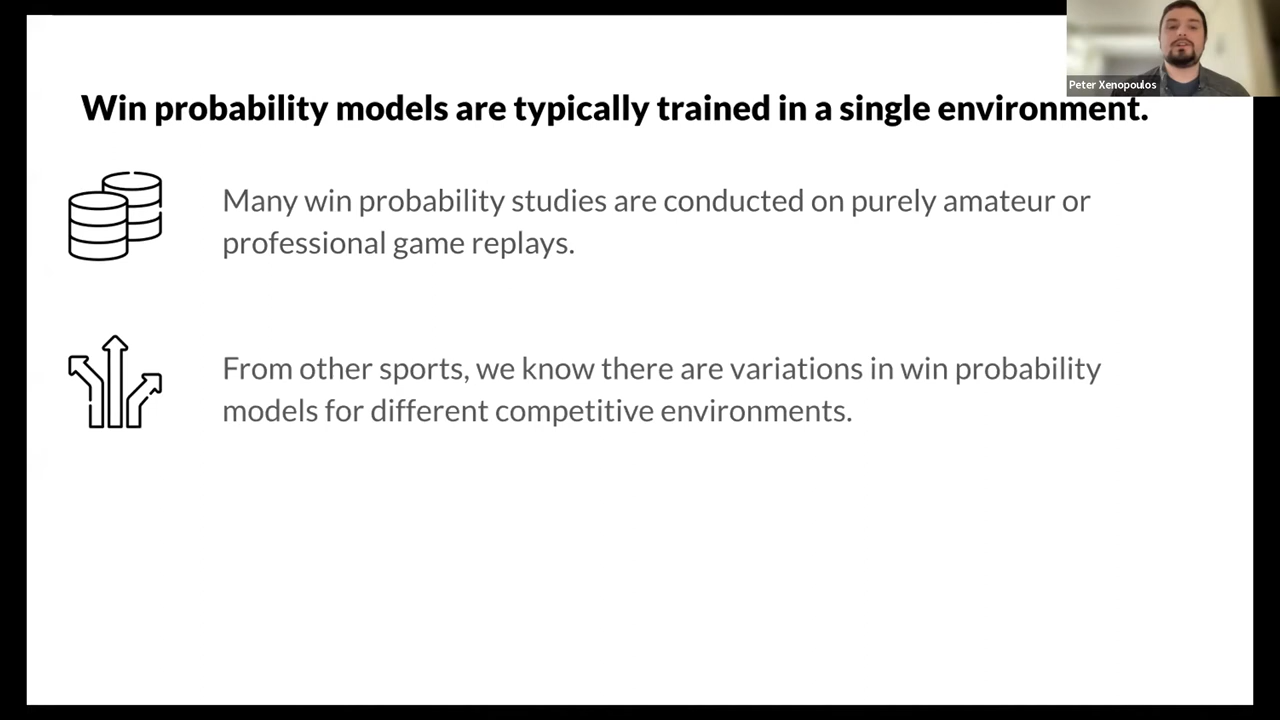 Peter Xenopoulos
Win probability models are typically trained in a single environment.
Many win probability studies are conducted on purely amateur or
professional game replays.
From other sports, we know there are variations in win probability
models for different competitive environments.